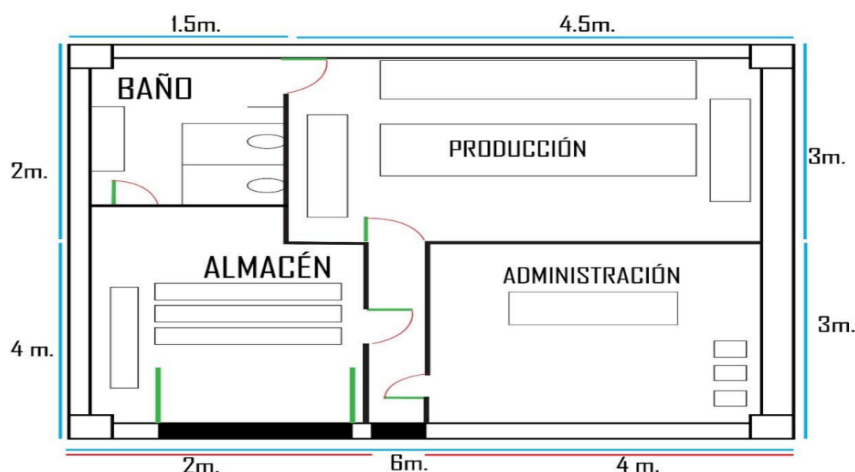 1.5m.
4.5m.
BAÑO
PRODUCCIÓN
2m.
3m.
ALMACÉN
ADMINISTRACIÓN
4 m.
3m.
2m.
6m.
4 m.